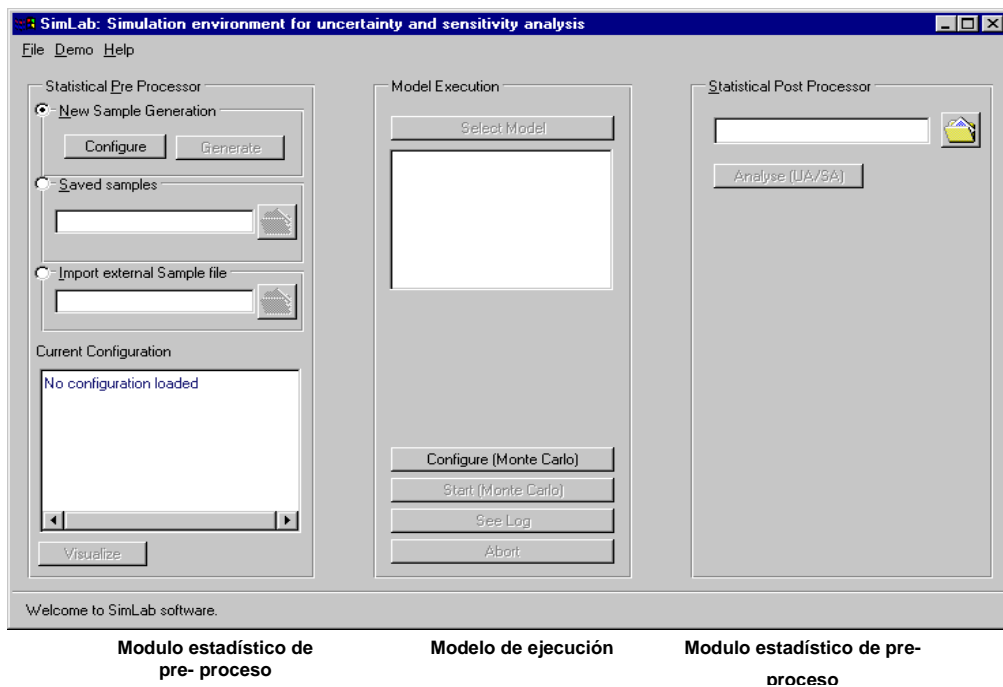 SimLab: Simulation environment for uncertainty and sensitivity analysis
File Demo Help
Statistical Pre Processor
New Sample Generation
Configure Generate
Saved samples
Import external Sample file
Current Configuration
No configuration loaded
Visualize
Model Execution
Select Model
Configure (Monte Carlo)
Start (Monte Carlo)
See Log
Abort
Statistical Post Processor
Analyse (UA/SA)
Welcome to SimLab software.
Modulo estadístico de
pre- proceso
Modelo de ejecución
Modulo estadístico de pre-
proceso